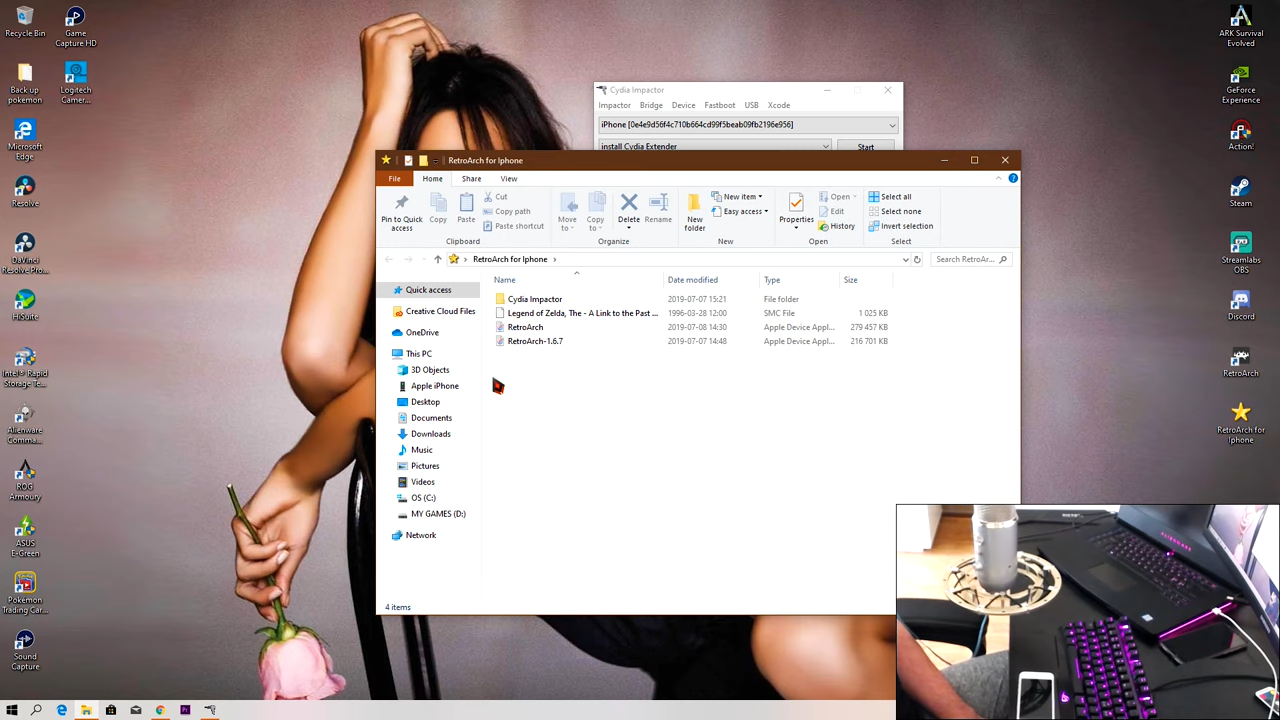 Recycle Bin
Game
Capture HD
Back up
pokemon
Logitech
Camer...
Microsoft
Edge
Resolve
DaVinci
Resolve Pro...
HiSuite
Intel® Rapid
Storage Te...
Alienware
Comma...
ROG
Armoury
ASUS
E-Green
Pokémon
Trading Car...
Sound
Capture
Cydia Impactor
Impactor Bridge Device Fastboot USB Xcode
iPhone [0e4e9d56f4c710b664cd99f5beab09fb2196e956]
install Cydia Extender
Start
RetroArch for Iphone
File Home Share View
Pin to Quick
access
Copy
Paste
Cut
Copy path
Paste shortcut
Clipboard
Move
to
Copy
to
Delete
Rename
Organize
New
folder
New item
Easy access
New
Properties
Open
Edit
History
Open
Select all
Select none
Invert selection
Select
RetroArch for Iphone
Search RetroAr...
Name Date modified Type Size
Cydia Impactor 2019-07-07 15:21 File folder
Legend of Zelda, The - A Link to the Past ... 1996-03-28 12:00 SMC File 1 025 KB
RetroArch 2019-07-08 14:30 Apple Device Appl... 279 457 KB
RetroArch-1.6.7 2019-07-07 14:48 Apple Device Appl... 216 701 KB
Quick access
Creative Cloud Files
OneDrive
This PC
3D Objects
Apple iPhone
Desktop
Documents
Downloads
Music
Pictures
Videos
OS (C:)
MY GAMES (D:)
Network
4 items
ARK Survival
Evolved
GeForce
Experience
Action!
Steam
Streamlabs
OBS
Discord
RetroArch
RetroArch for
Iphone